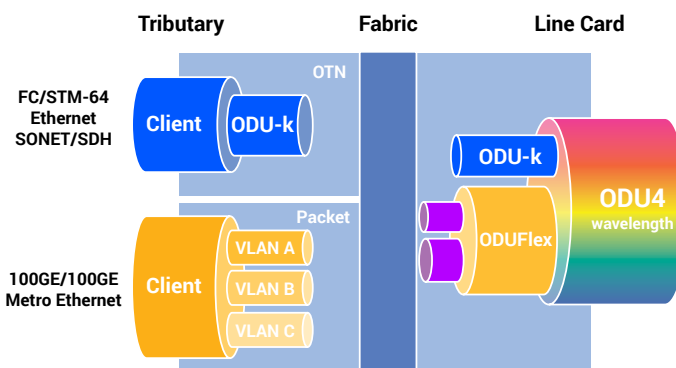 Tributary
Fabric
Line Card
OTN
FC/STM-64
Ethernet
SONET/SDH
Client
ODU-k
ODU-k
ODU4
wavelength
Packet
ODUFlex
100GE/100GE
Metro Ethernet
Client
VLAN A
VLAN B
VLAN C